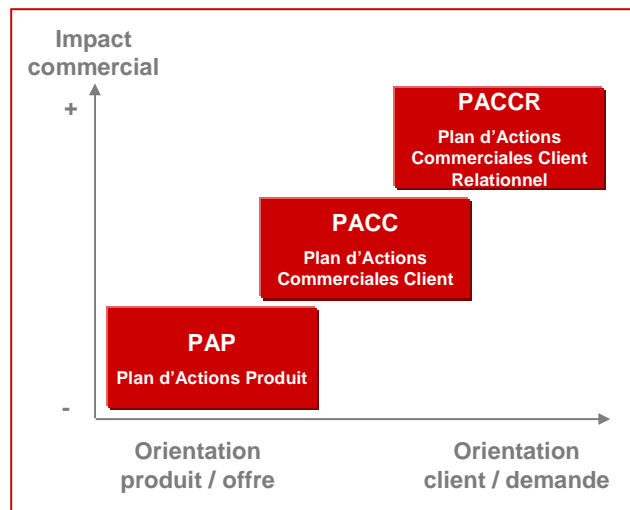 Impact
commercial
+
PACCR
Plan d’Actions
Commerciales Client
Relationnel
PACC
Plan d’Actions
Commerciales Client
PAP
Plan d’Actions Produit
-
Orientation
produit / offre
Orientation
client / demande